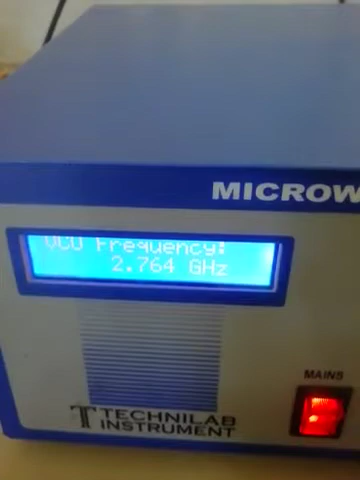 MICROW
VCO Frequency:
2.764 GHz
MAINS
TECHNILAB
INSTRUMENT